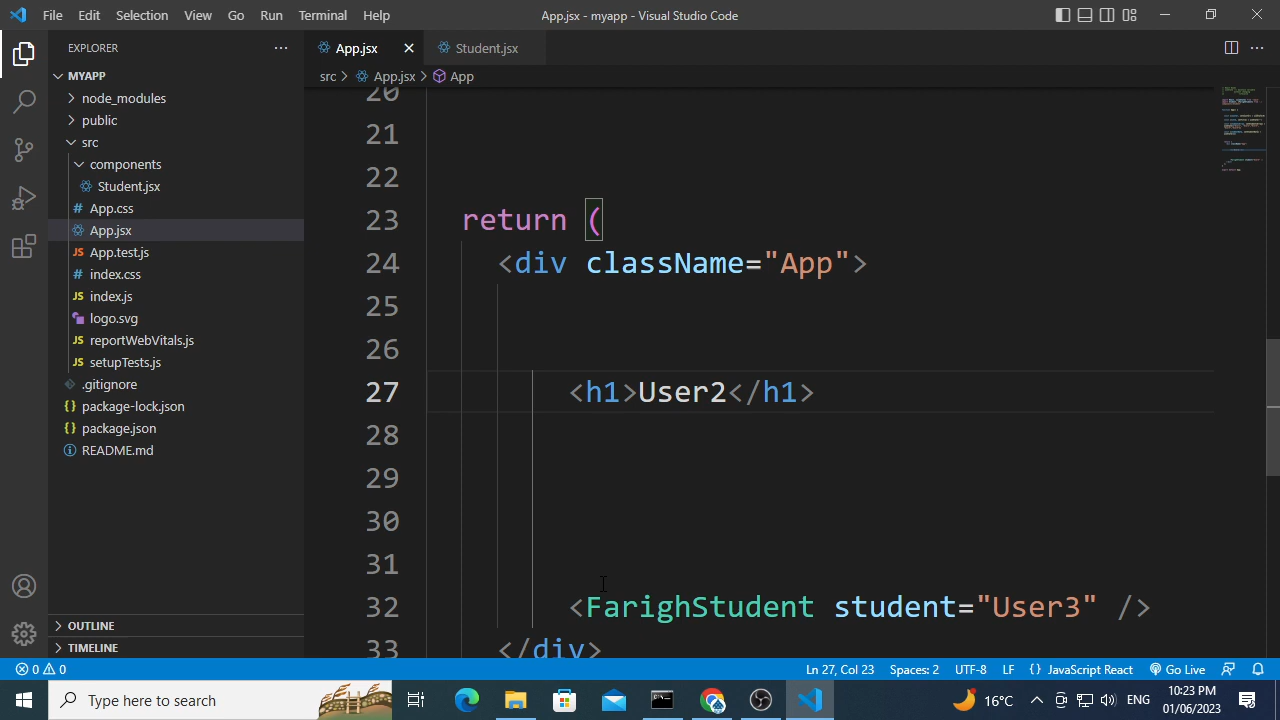 File Edit Selection View Go Run Terminal Help
App.jsx - myapp - Visual Studio Code
EXPLORER
MYAPP
node_modules
public
src
components
Student.jsx
App.css
App.jsx
App.test.js
index.css
index.js
logo.svg
reportWebVitals.js
setupTests.js
.gitignore
package-lock.json
package.json
README.md
OUTLINE
TIMELINE
App.jsx Student.jsx
src > App.jsx > App
20
21
22
23 return (
24 <div className="App">
25
26
27 <h1>User2</h1>
28
29
30
31
32 <FarighStudent student="User3" />
33 </div>
0 0 Ln 27, Col 23 Spaces: 2 UTF-8 LF {} JavaScript React Go Live
Type here to search
16°C ENG 10:23 PM
01/06/2023